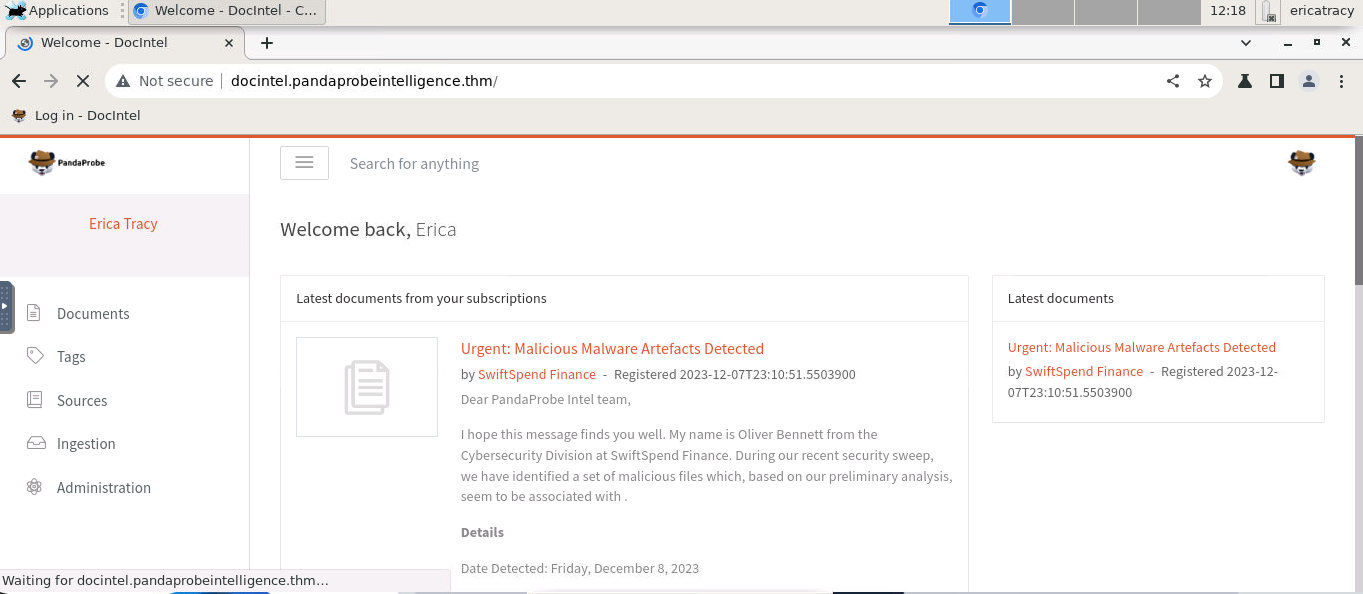 Applications
Welcome - DocIntel - C...
12:18
ericatracy
Welcome - DocIntel
Not secure
docintel.pandaprobeintelligence.thm/
Log in - DocIntel
PandaProbe
Search for anything
Erica Tracy
Welcome back, Erica
Documents
Tags
Sources
Ingestion
Administration
Latest documents from your subscriptions
Urgent: Malicious Malware Artefacts Detected
by SwiftSpend Finance - Registered 2023-12-07T23:10:51.5503900
Dear PandaProbe Intel team,
I hope this message finds you well. My name is Oliver Bennett from the
Cybersecurity Division at SwiftSpend Finance. During our recent security sweep,
we have identified a set of malicious files which, based on our preliminary analysis,
seem to be associated with .
Details
Date Detected: Friday, December 8, 2023
Latest documents
Urgent: Malicious Malware Artefacts Detected
by SwiftSpend Finance - Registered 2023-12-
07T23:10:51.5503900
Waiting for docintel.pandaprobeintelligence.thm...